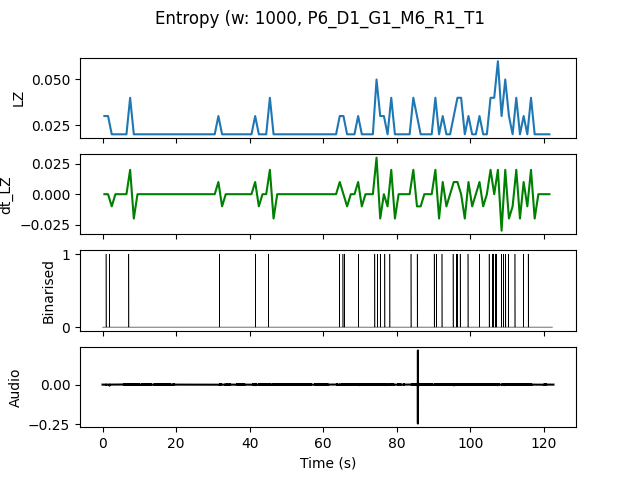 Entropy (w: 1000, P6_D1_G1_M6_R1_T1
LZ
0.050
0.025
dt_LZ
0.025
0.000
−0.025
Binarised
1
0
Audio
0.00
−0.25
0 20 40 60 80 100 120
Time (s)